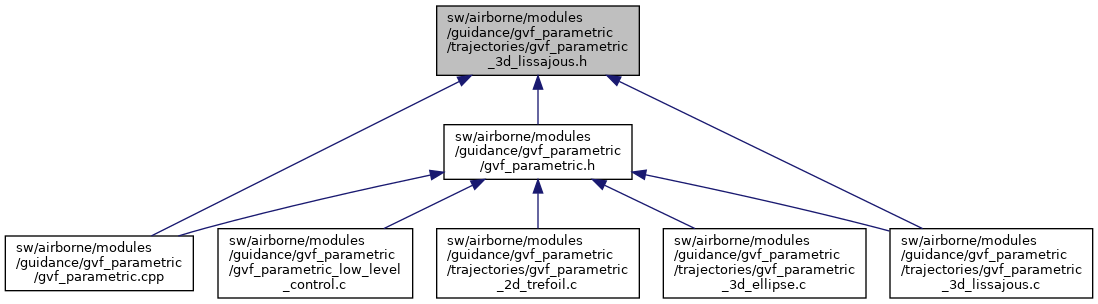 sw/airborne/modules
/guidance/gvf_parametric
/trajectories/gvf_parametric
_3d_lissajous.h
sw/airborne/modules
/guidance/gvf_parametric
/gvf_parametric.h
sw/airborne/modules
/guidance/gvf_parametric
/gvf_parametric.cpp
sw/airborne/modules
/guidance/gvf_parametric
/gvf_parametric_low_level
_control.c
sw/airborne/modules
/guidance/gvf_parametric
/trajectories/gvf_parametric
_2d_trefoil.c
sw/airborne/modules
/guidance/gvf_parametric
/trajectories/gvf_parametric
_3d_ellipse.c
sw/airborne/modules
/guidance/gvf_parametric
/trajectories/gvf_parametric
_3d_lissajous.c